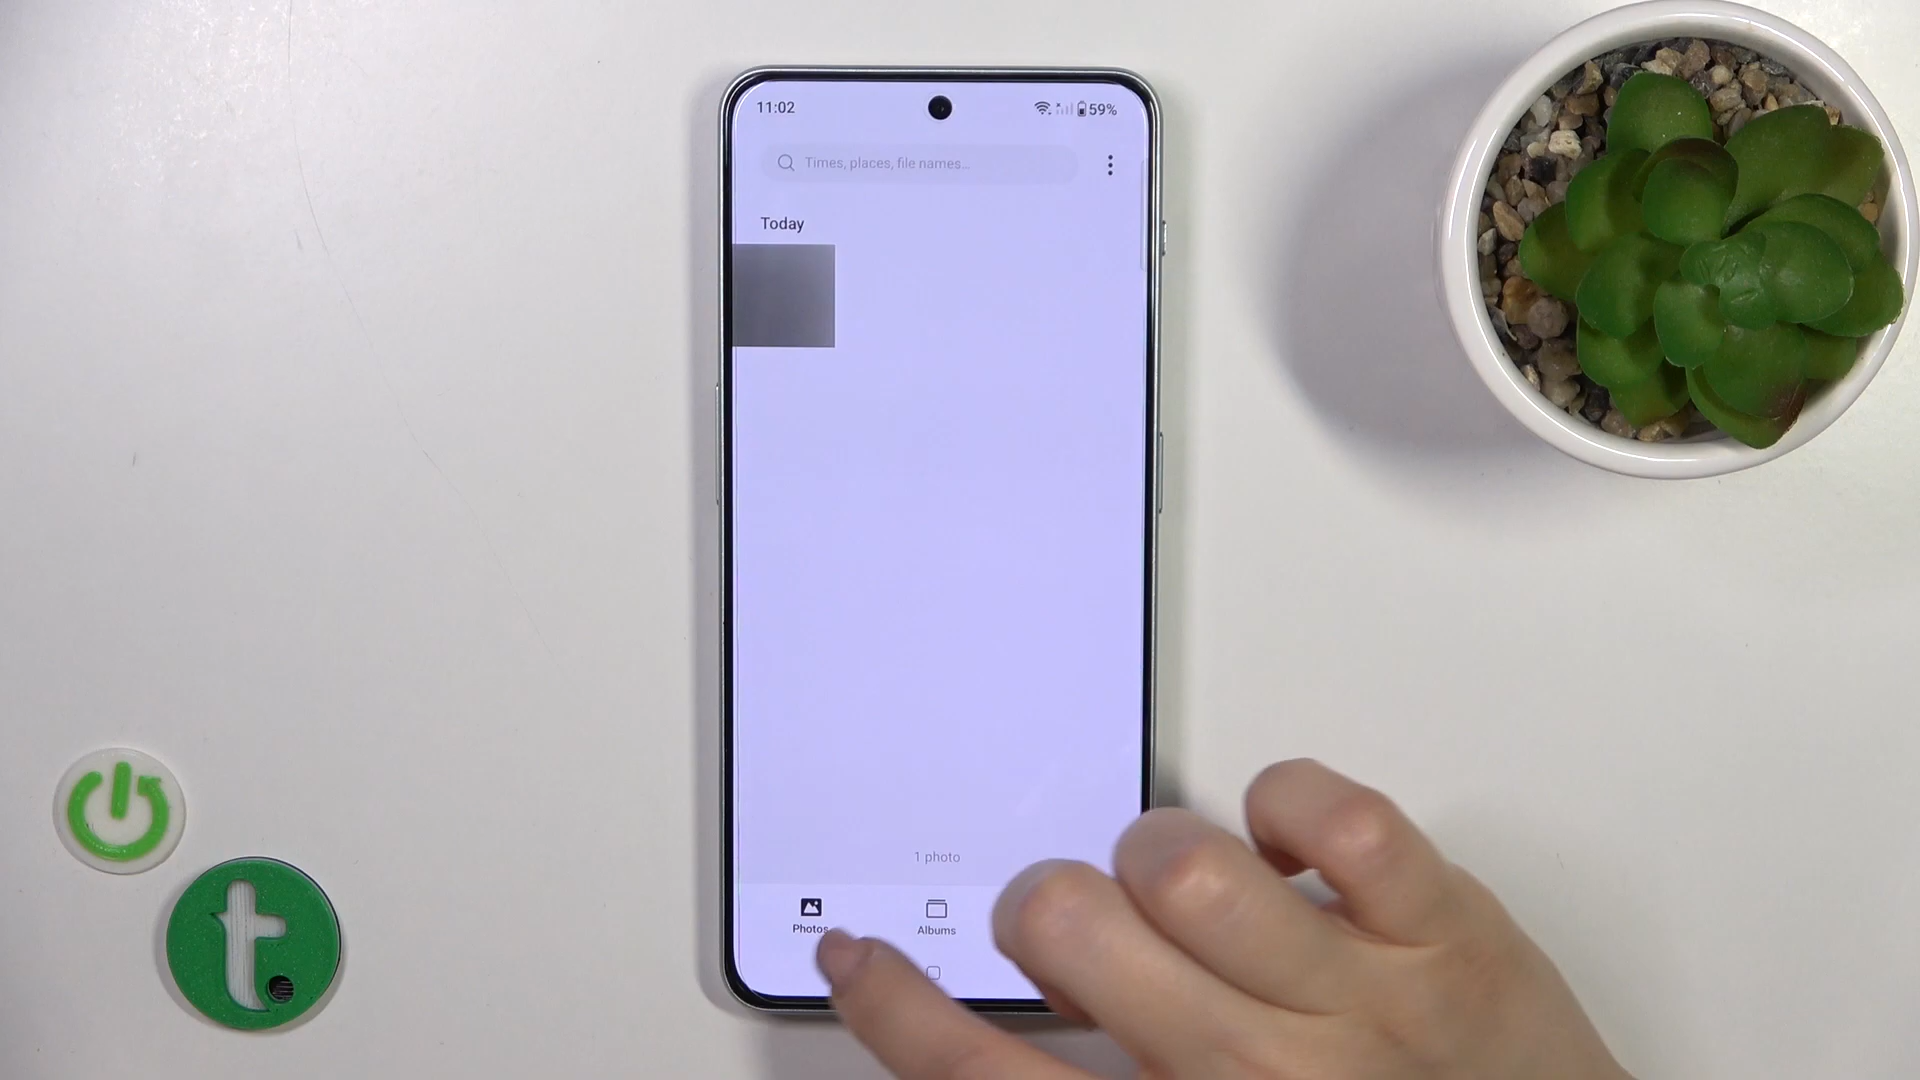 11:02
59%
Times, places, file names...
Today
1 photo
Photos
Albums
t.